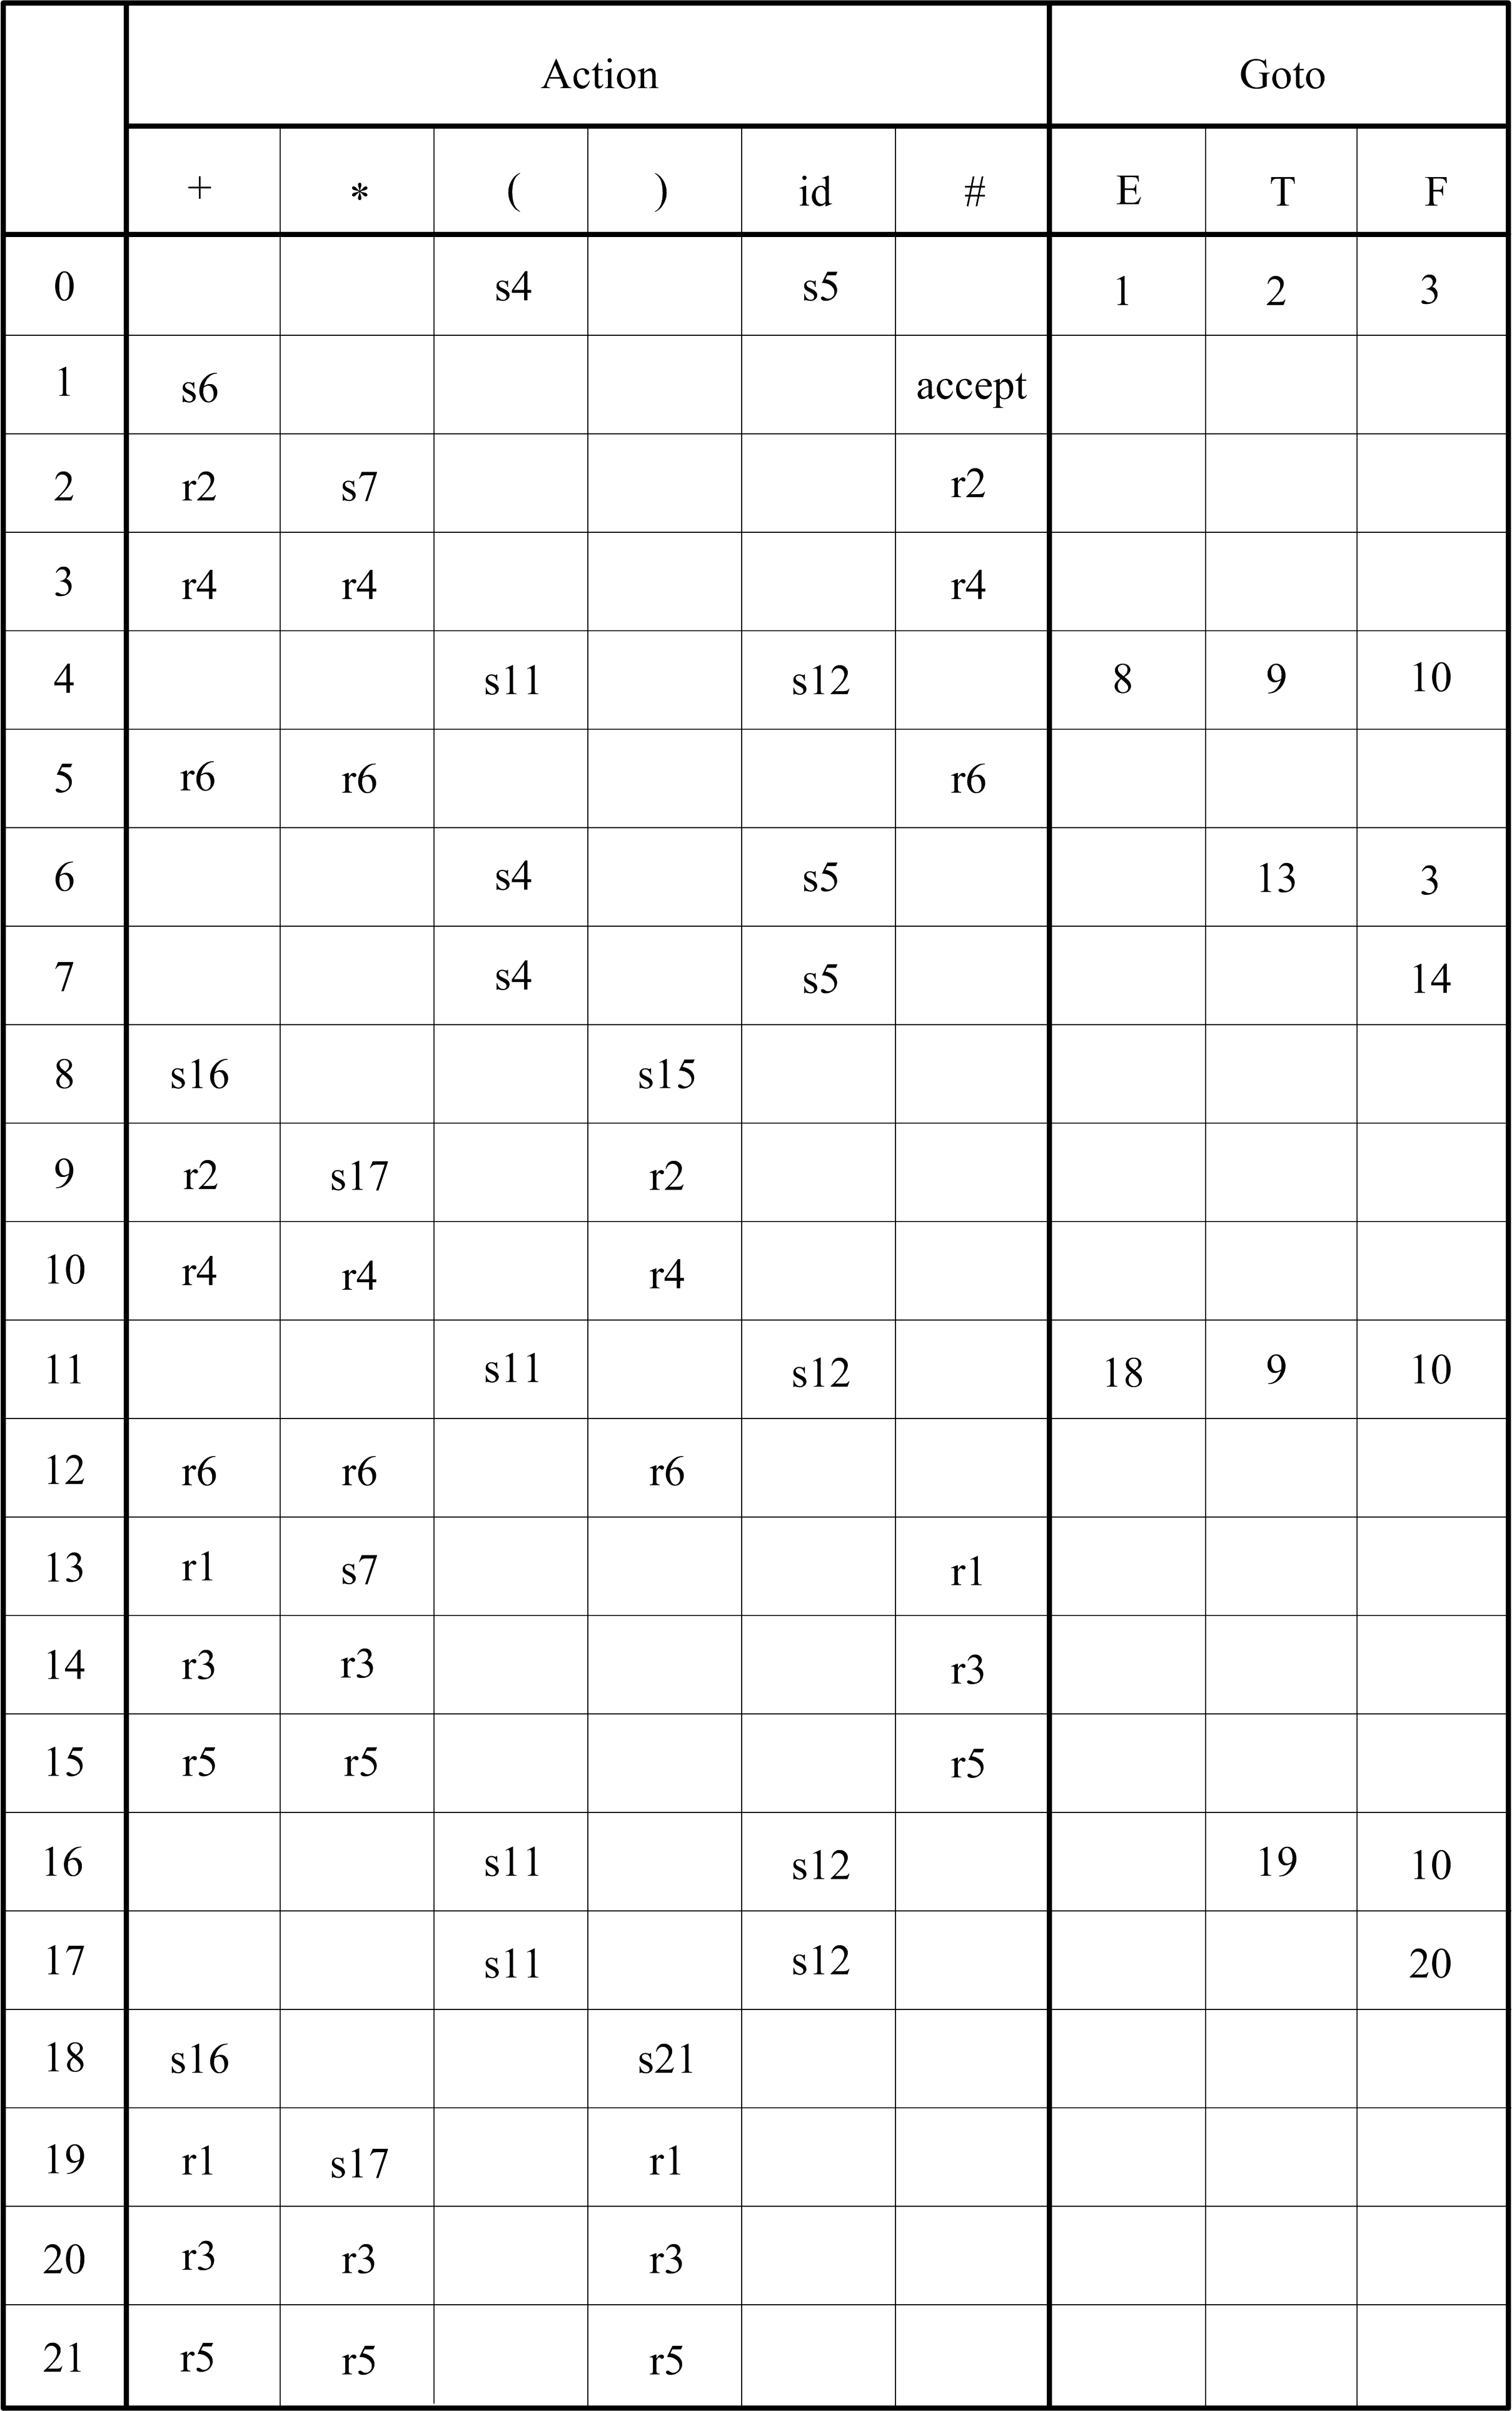 Action Goto
+ * ( ) id # E T F
0 s4 s5 1 2 3
1 s6 accept
2 r2 s7 r2
3 r4 r4 r4
4 s11 s12 8 9 10
5 r6 r6 r6
6 s4 s5 13 3
7 s4 s5 14
8 s16 s15
9 r2 s17 r2
10 r4 r4 r4
11 s11 s12 18 9 10
12 r6 r6 r6
13 r1 s7 r1
14 r3 r3 r3
15 r5 r5 r5
16 s11 s12 19 10
17 s11 s12 20
18 s16 s21
19 r1 s17 r1
20 r3 r3 r3
21 r5 r5 r5